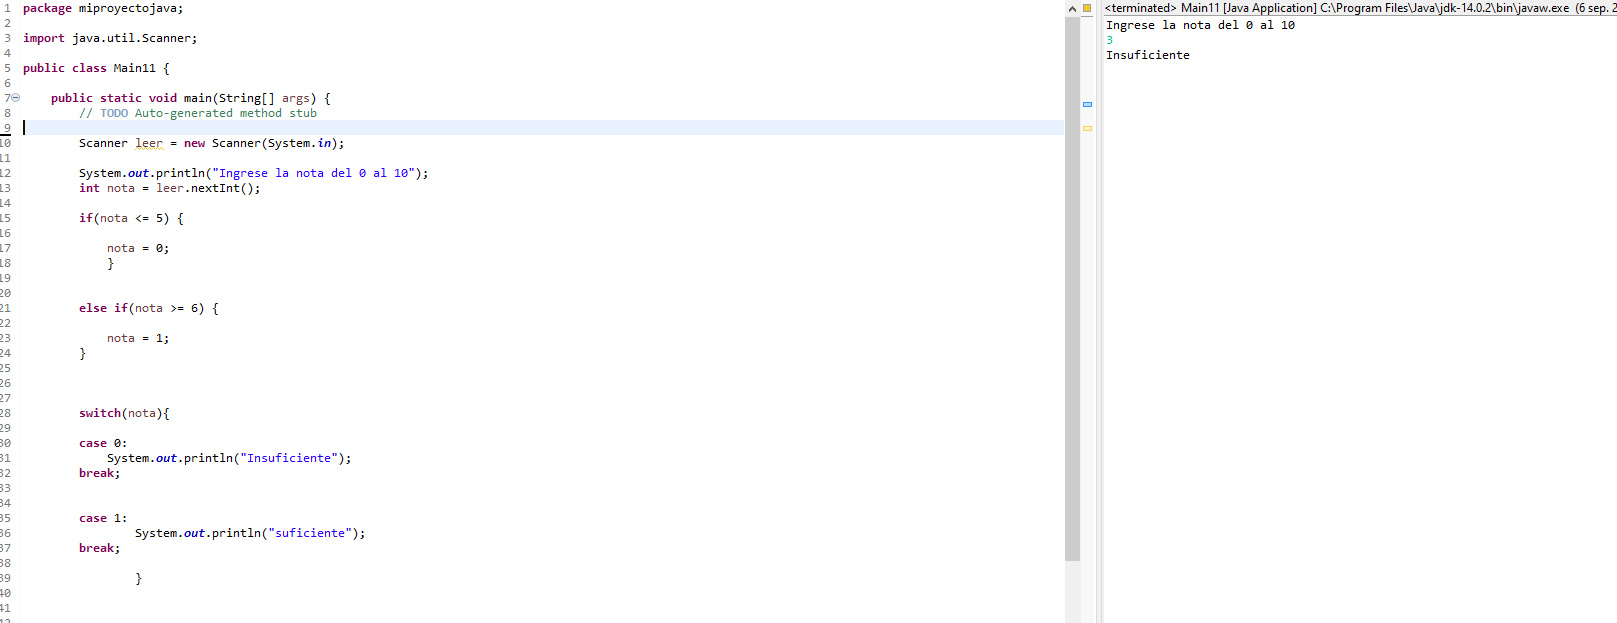 1 package miproyectojava;
2
3 import java.util.Scanner;
4
5 public class Main11 {
6
7 public static void main(String[] args) {
8 // TODO Auto-generated method stub
9
10 Scanner leer = new Scanner(System.in);
11
12 System.out.println("Ingrese la nota del 0 al 10");
13 int nota = leer.nextInt();
14
15 if(nota <= 5) {
16
17 nota = 0;
18 }
19
20
21 else if(nota >= 6) {
22
23 nota = 1;
24 }
25
26
27
28 switch(nota){
29
30 case 0:
31 System.out.println("Insuficiente");
32 break;
33
34
35 case 1:
36 System.out.println("suficiente");
37 break;
38
39 }
40
41
42
<terminated> Main11 [Java Application] C:\Program Files\Java\jdk-14.0.2\bin\javaw.exe (6 sep. 2
Ingrese la nota del 0 al 10
3
Insuficiente